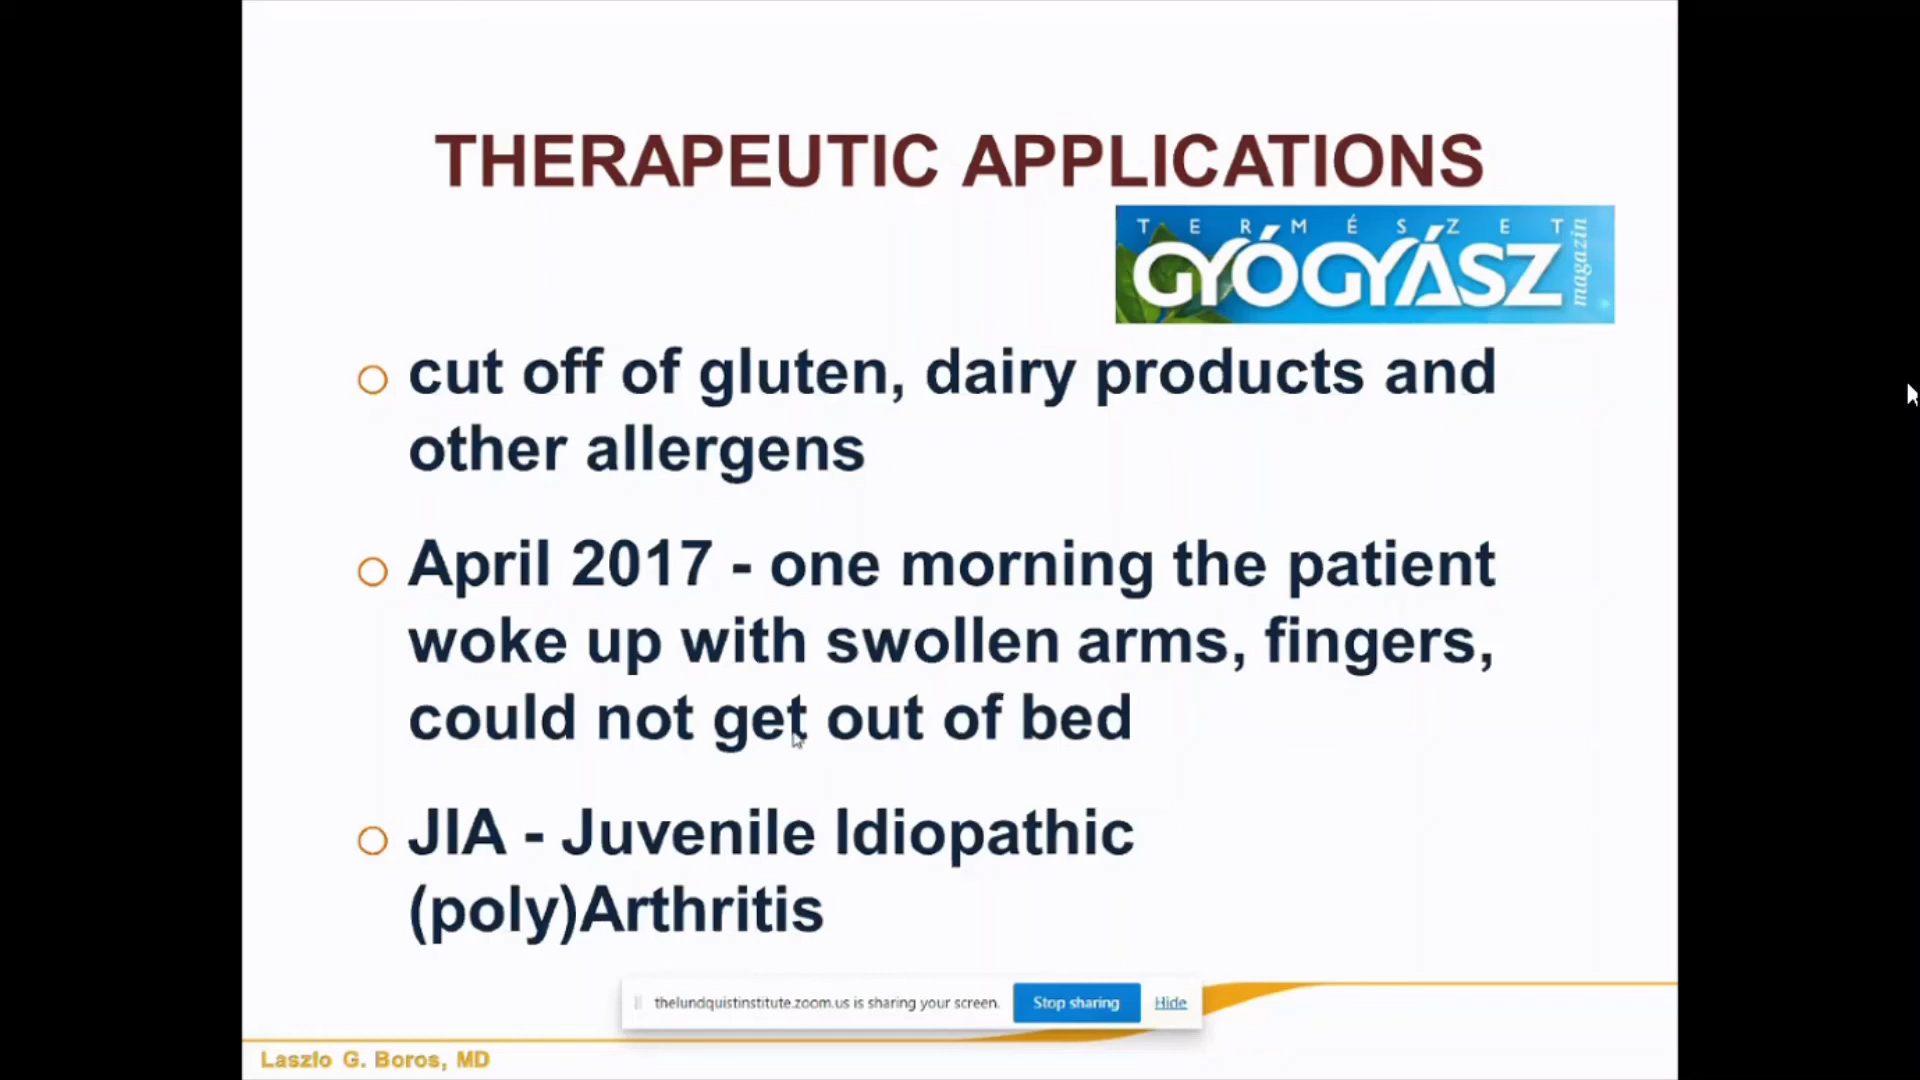 THERAPEUTIC APPLICATIONS
TERMÉSZET
GYÓGYÁSZ
magazin
cut off of gluten, dairy products and
other allergens
April 2017 - one morning the patient
woke up with swollen arms, fingers,
could not get out of bed
JIA - Juvenile Idiopathic
(poly)Arthritis
thelundquistinstitute.zoom.us is sharing your screen. Stop sharing Hide
Laszlo G. Boros, MD